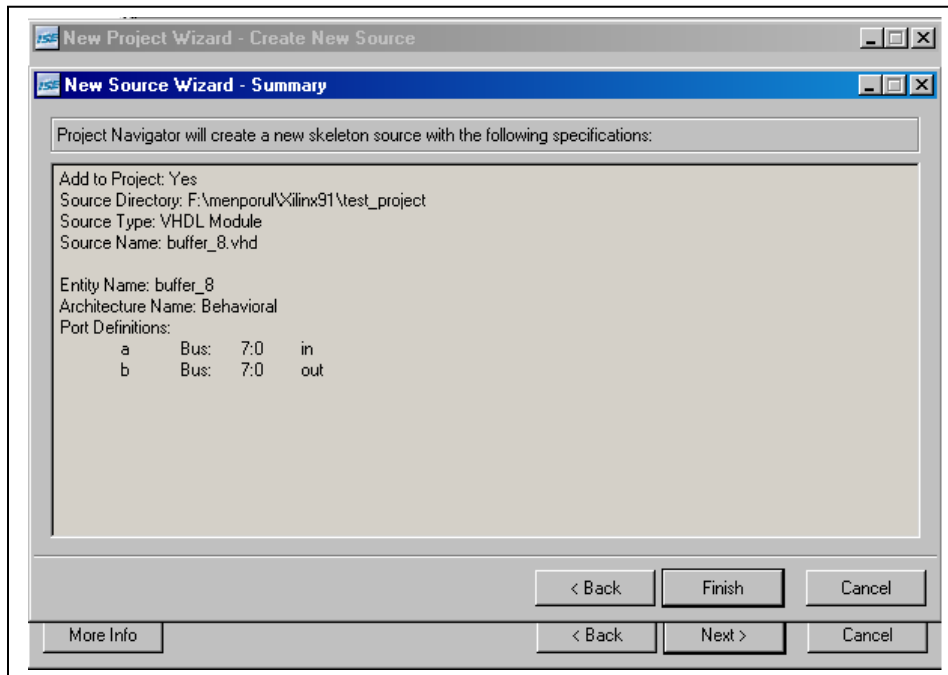 ISE New Project Wizard - Create New Source
ISE New Source Wizard - Summary
Project Navigator will create a new skeleton source with the following specifications:
Add to Project: Yes
Source Directory: F:\menporul\Xilinx91\test_project
Source Type: VHDL Module
Source Name: buffer_8.vhd
Entity Name: buffer_8
Architecture Name: Behavioral
Port Definitions:
a Bus: 7:0 in
b Bus: 7:0 out
< Back Finish Cancel
More Info < Back Next > Cancel